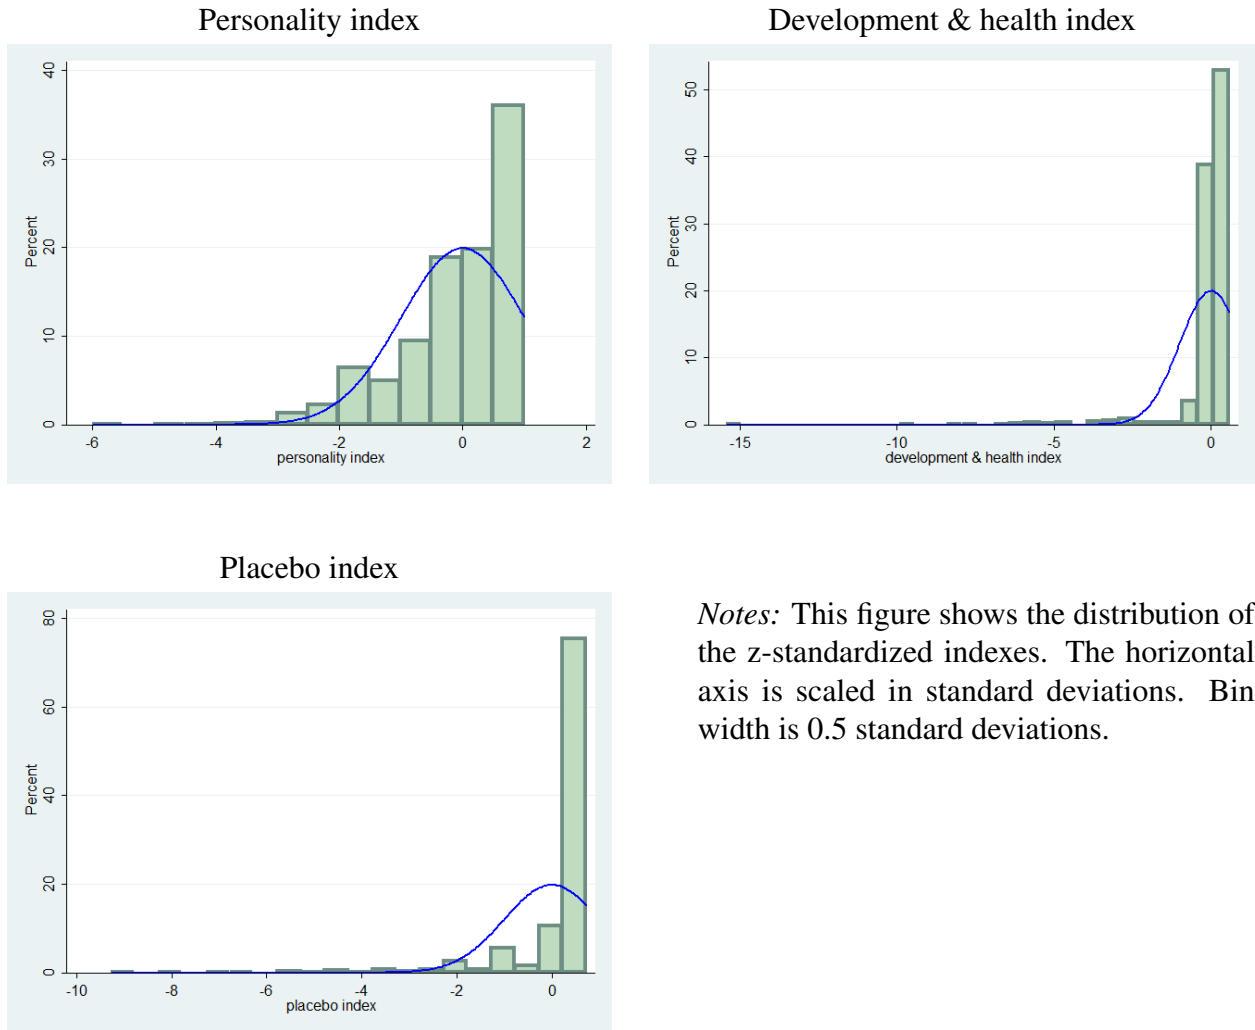 Personality index
Percent
0
10
20
30
40
-6
-4
-2
0
2
personality index
Development & health index
Percent
0
10
20
30
40
50
-15
-10
-5
0
development & health index
Placebo index
Percent
0
20
40
60
80
-10
-8
-6
-4
-2
0
placebo index
Notes: This figure shows the distribution of
the z-standardized indexes. The horizontal
axis is scaled in standard deviations. Bin
width is 0.5 standard deviations.